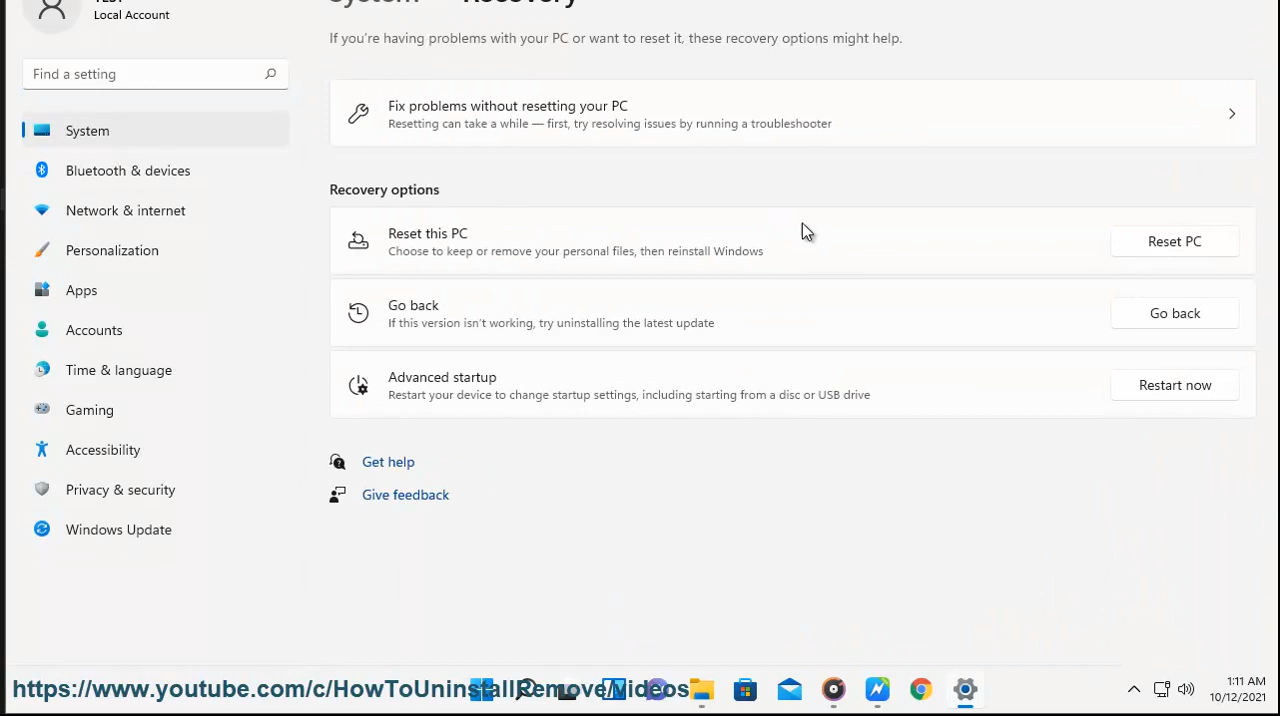 TEST
Local Account
System
Recovery
If you're having problems with your PC or want to reset it, these recovery options might help.
Find a setting
System
Bluetooth & devices
Network & internet
Personalization
Apps
Accounts
Time & language
Gaming
Accessibility
Privacy & security
Windows Update
Fix problems without resetting your PC
Resetting can take a while — first, try resolving issues by running a troubleshooter
Recovery options
Reset this PC
Choose to keep or remove your personal files, then reinstall Windows
Reset PC
Go back
If this version isn't working, try uninstalling the latest update
Go back
Advanced startup
Restart your device to change startup settings, including starting from a disc or USB drive
Restart now
Get help
Give feedback
https://www.youtube.com/c/HowToUninstallRemove/videos
1:11 AM
10/12/2021